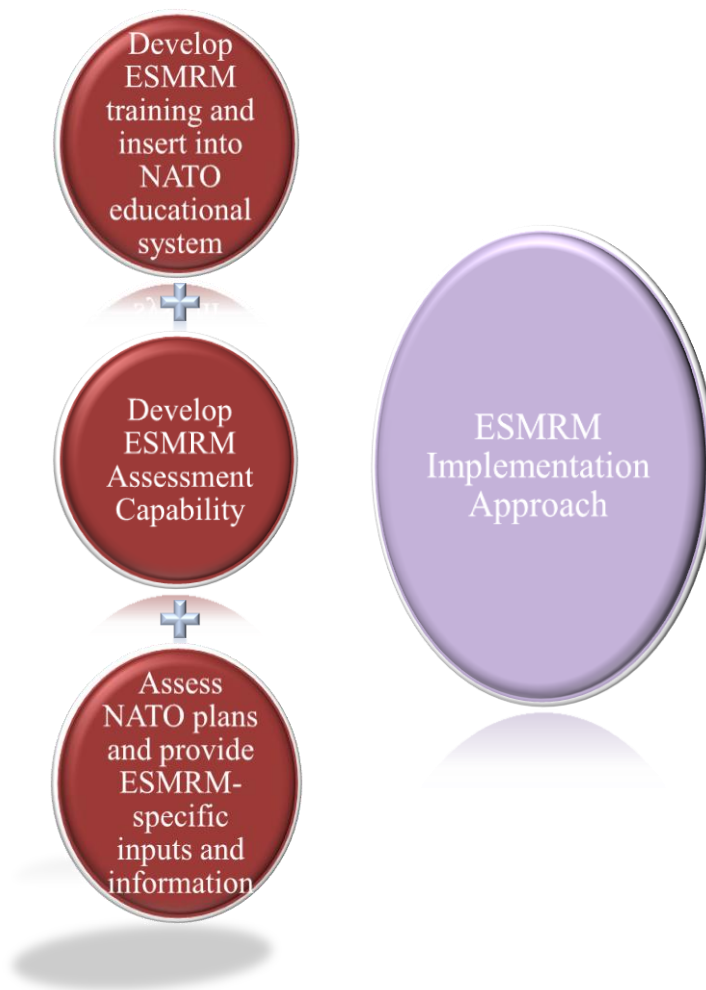 Develop
ESMRM
training and
insert into
NATO
educational
system
Develop
ESMRM
Assessment
Capability
Assess
NATO plans
and provide
ESMRM-
specific
inputs and
information
ESMRM
Implementation
Approach